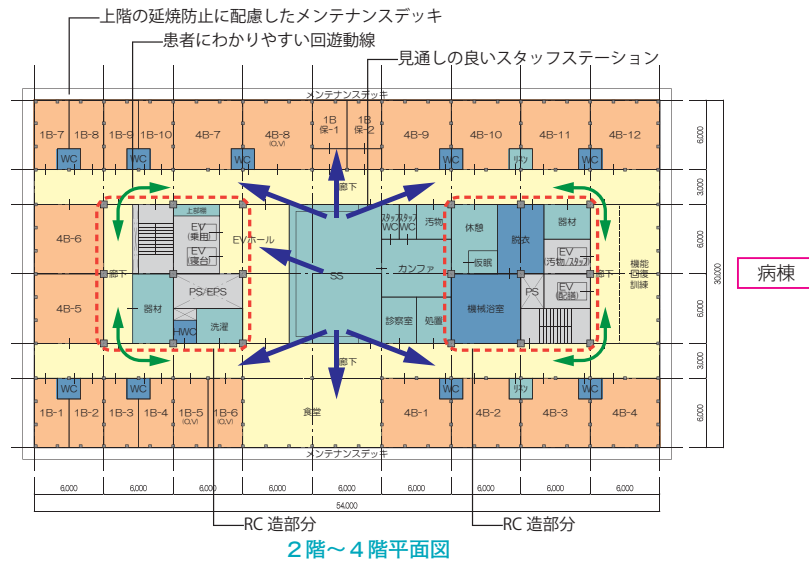 上階の延焼防止に配慮したメンテナンスデッキ
患者にわかりやすい回遊動線
見通しの良いスタッフステーション
メンテナンスデッキ
1B-7 1B-8 1B-9 1B-10 4B-7 4B-8 (O,V) 1B 保-1 1B 保-2 4B-9 4B-10 4B-11 4B-12
WC WC WC WC リネン WC
廊下
上部棚
EV (乗用)
EV (寝台)
EVホール
スタッフ WC スタッフ WC 汚物
休憩 脱衣 器材
仮眠
EV (汚物/スタッフ)
4B-6
廊下
SS
カンファ
廊下
機能回復訓練
4B-5
器材
PS/EPS
HWC
洗濯
診察室 処置
機械浴室
PS
EV (配膳)
廊下
WC WC WC リネン WC
1B-1 1B-2 1B-3 1B-4 1B-5 (O,V) 1B-6 (O,V) 食堂 4B-1 4B-2 4B-3 4B-4
メンテナンスデッキ
6,000 3,000 6,000 6,000 3,000 6,000
30,000
病棟
6,000 6,000 6,000 6,000 6,000 6,000 6,000 6,000 6,000
54,000
RC 造部分
RC 造部分
2階〜4階平面図